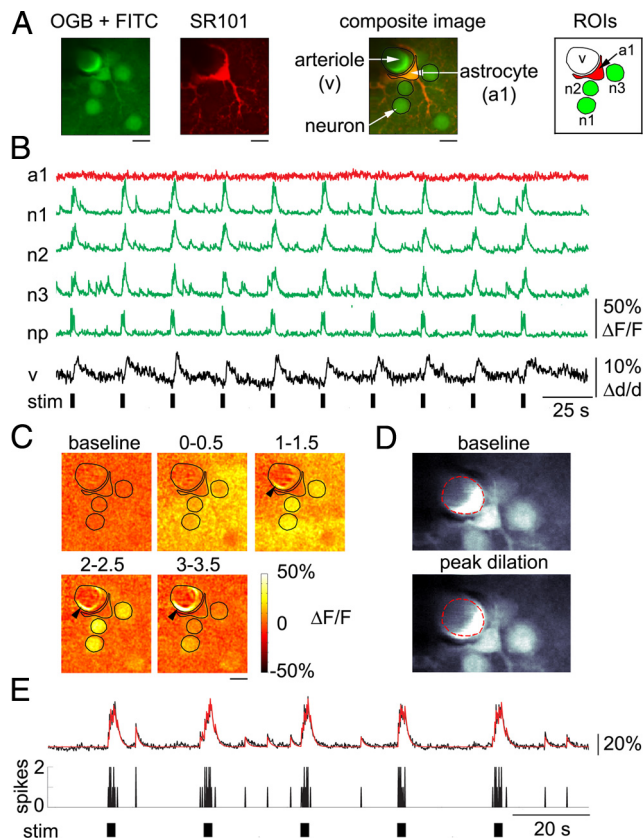 A
OGB + FITC
SR101
composite image
ROIs
arteriole
(v)
astrocyte
(a1)
neuron
v
a1
n2
n3
n1
B
a1
n1
n2
n3
np
v
stim
50%
ΔF/F
10%
Δd/d
25 s
C
baseline
0-0.5
1-1.5
2-2.5
3-3.5
50%
0
-50%
ΔF/F
D
baseline
peak dilation
E
20%
spikes
2
0
stim
20 s